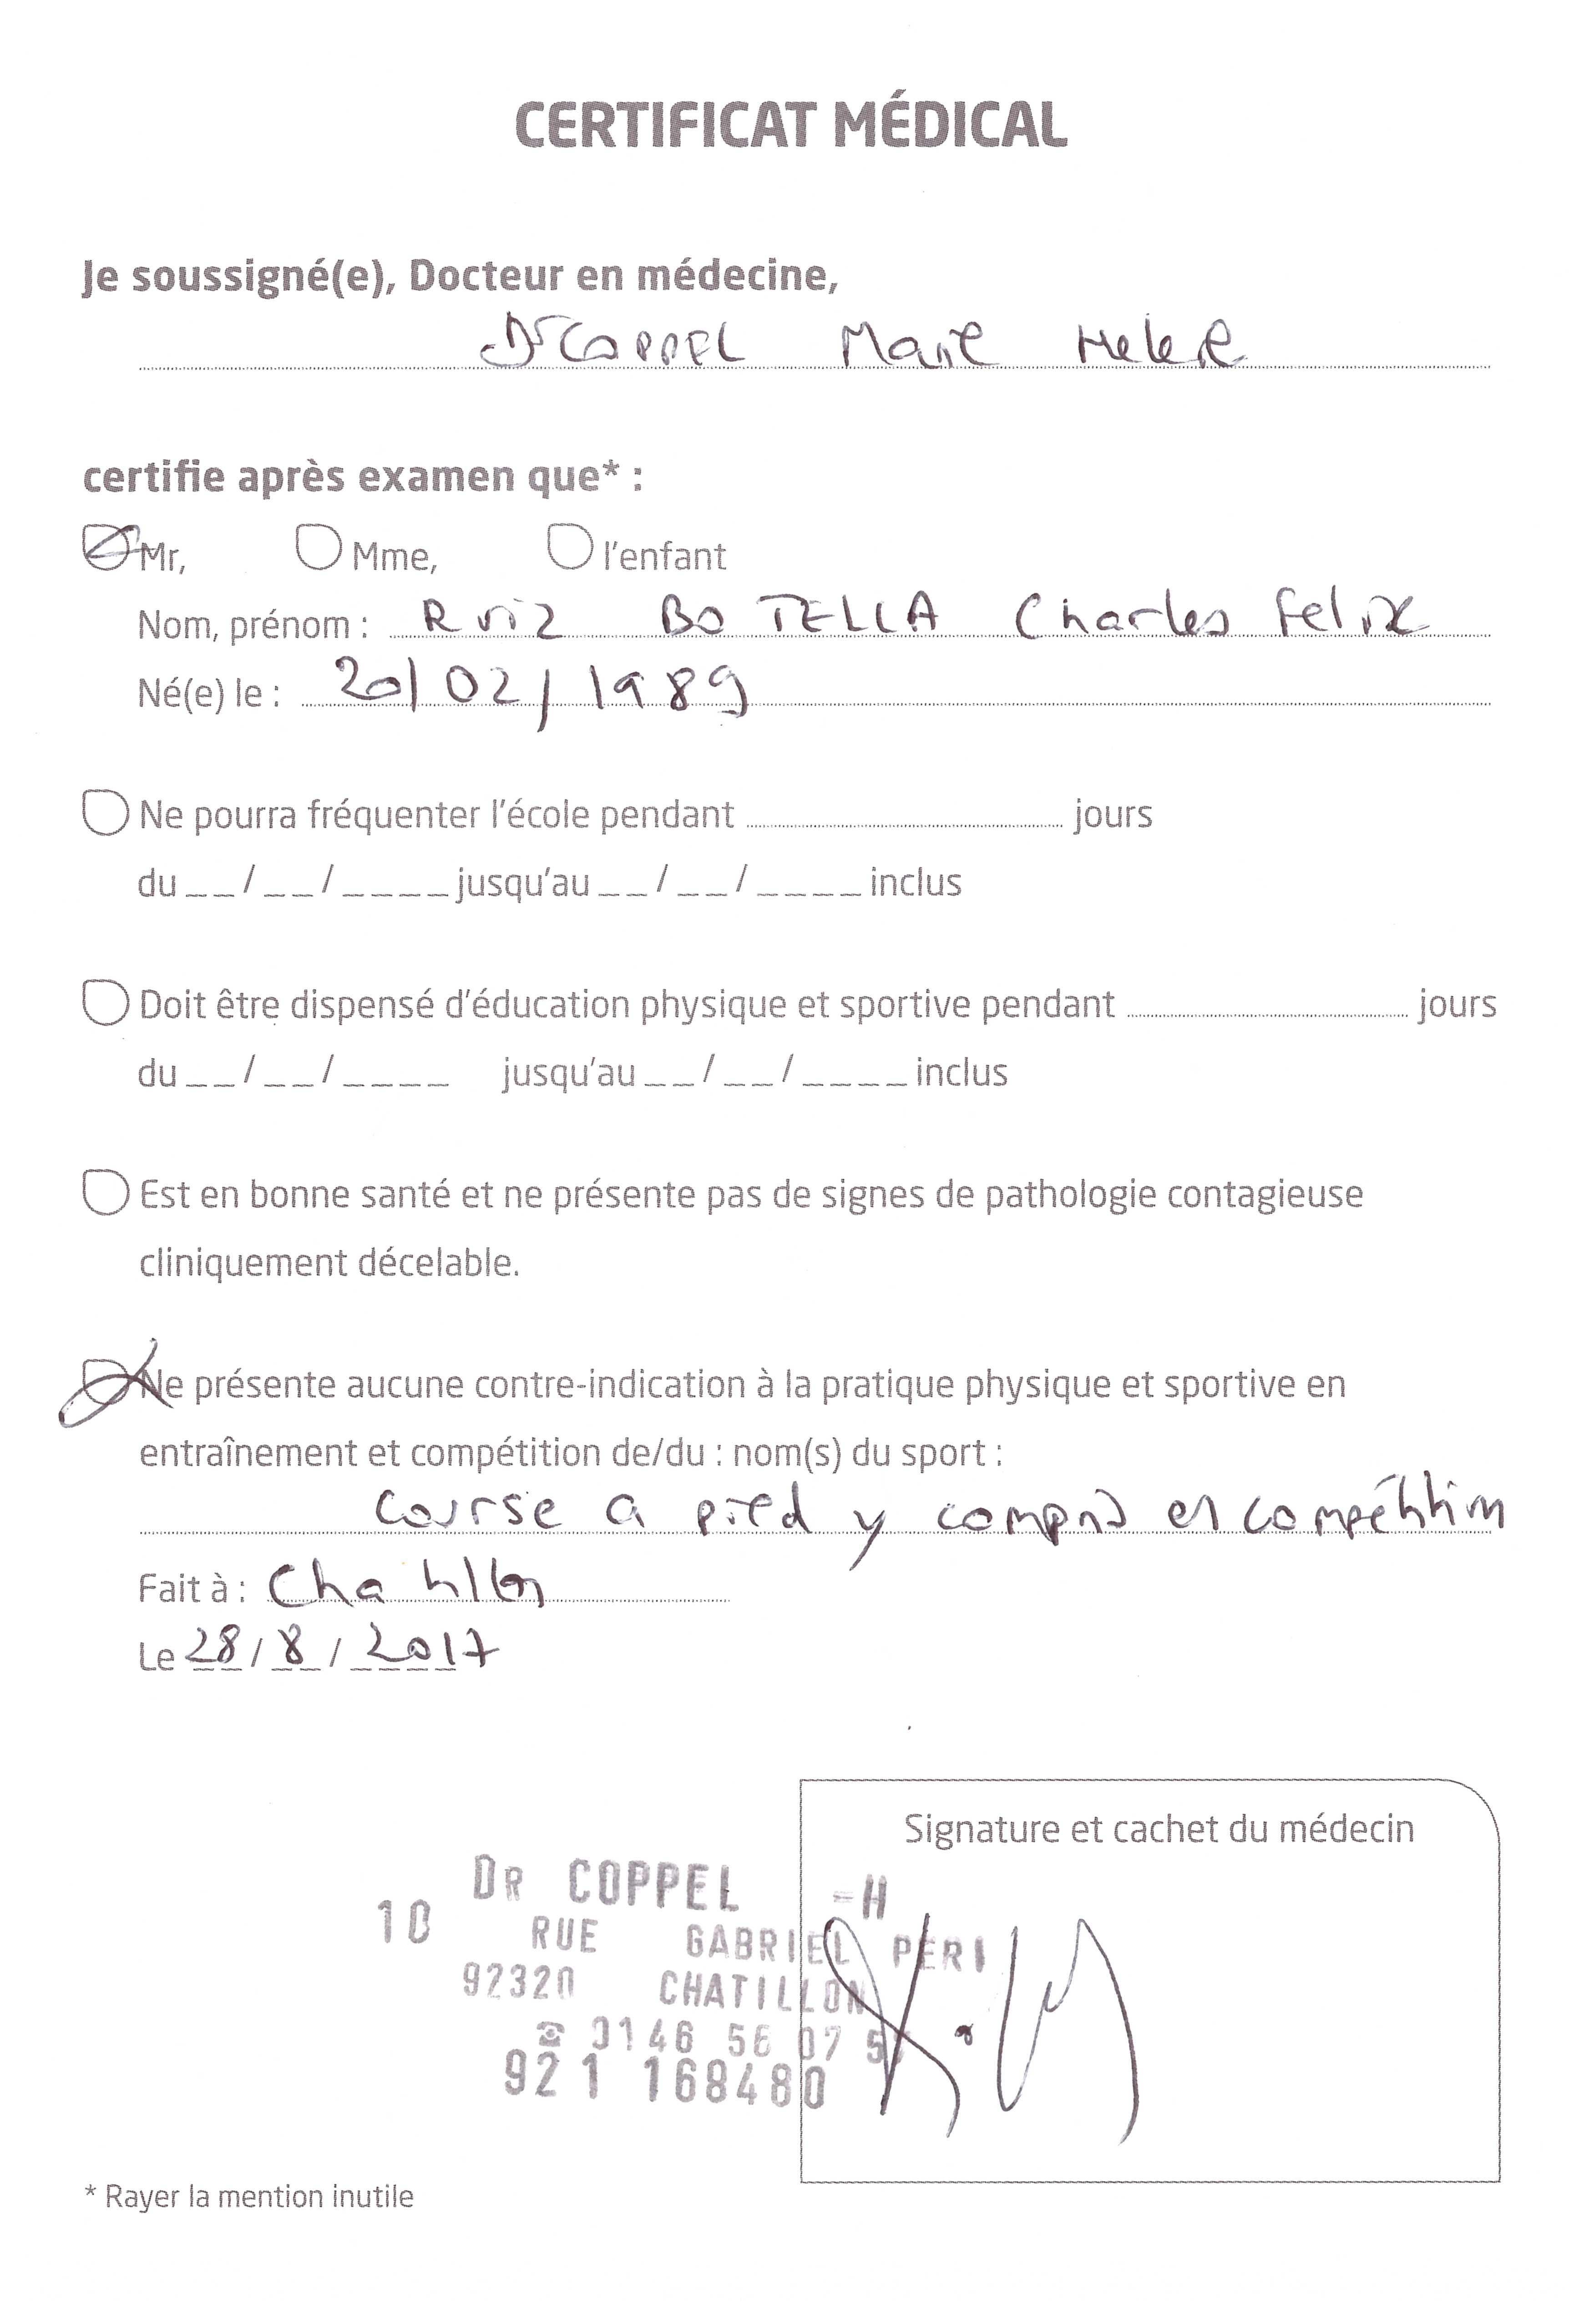 CERTIFICAT MÉDICAL
Je soussigné(e), Docteur en médecine,
Dr COPPEL Marie Helene
certifie après examen que* :
Mr, Mme, l'enfant
Nom, prénom : Ruiz BOTELLA Charles Felix
Né(e) le : 20/02/1989
Ne pourra fréquenter l'école pendant jours
du __/__/____ jusqu'au __/__/____ inclus
Doit être dispensé d'éducation physique et sportive pendant jours
du __/__/____ jusqu'au __/__/____ inclus
Est en bonne santé et ne présente pas de signes de pathologie contagieuse
cliniquement décelable.
Ne présente aucune contre-indication à la pratique physique et sportive en
entraînement et compétition de/du : nom(s) du sport :
course a pied y compris en compétition
Fait à : Chatillon
Le 28/8/2017
Signature et cachet du médecin
DR COPPEL =H
10 RUE GABRIEL PERI
92320 CHATILLON
☎ 0146 56 07
921 168480
* Rayer la mention inutile